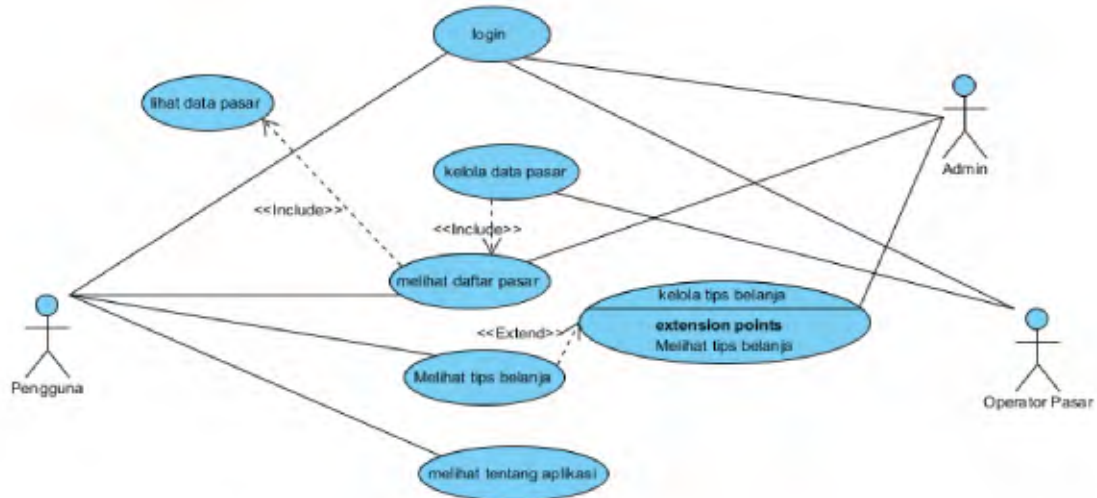 login
lihat data pasar
Admin
kelola data pasar
<<Include>>
<<Include>>
melihat daftar pasar
kelola tips belanja
extension points
Melihat tips belanja
<<Extend>>
Melihat tips belanja
Pengguna
Operator Pasar
melihat tentang aplikasi